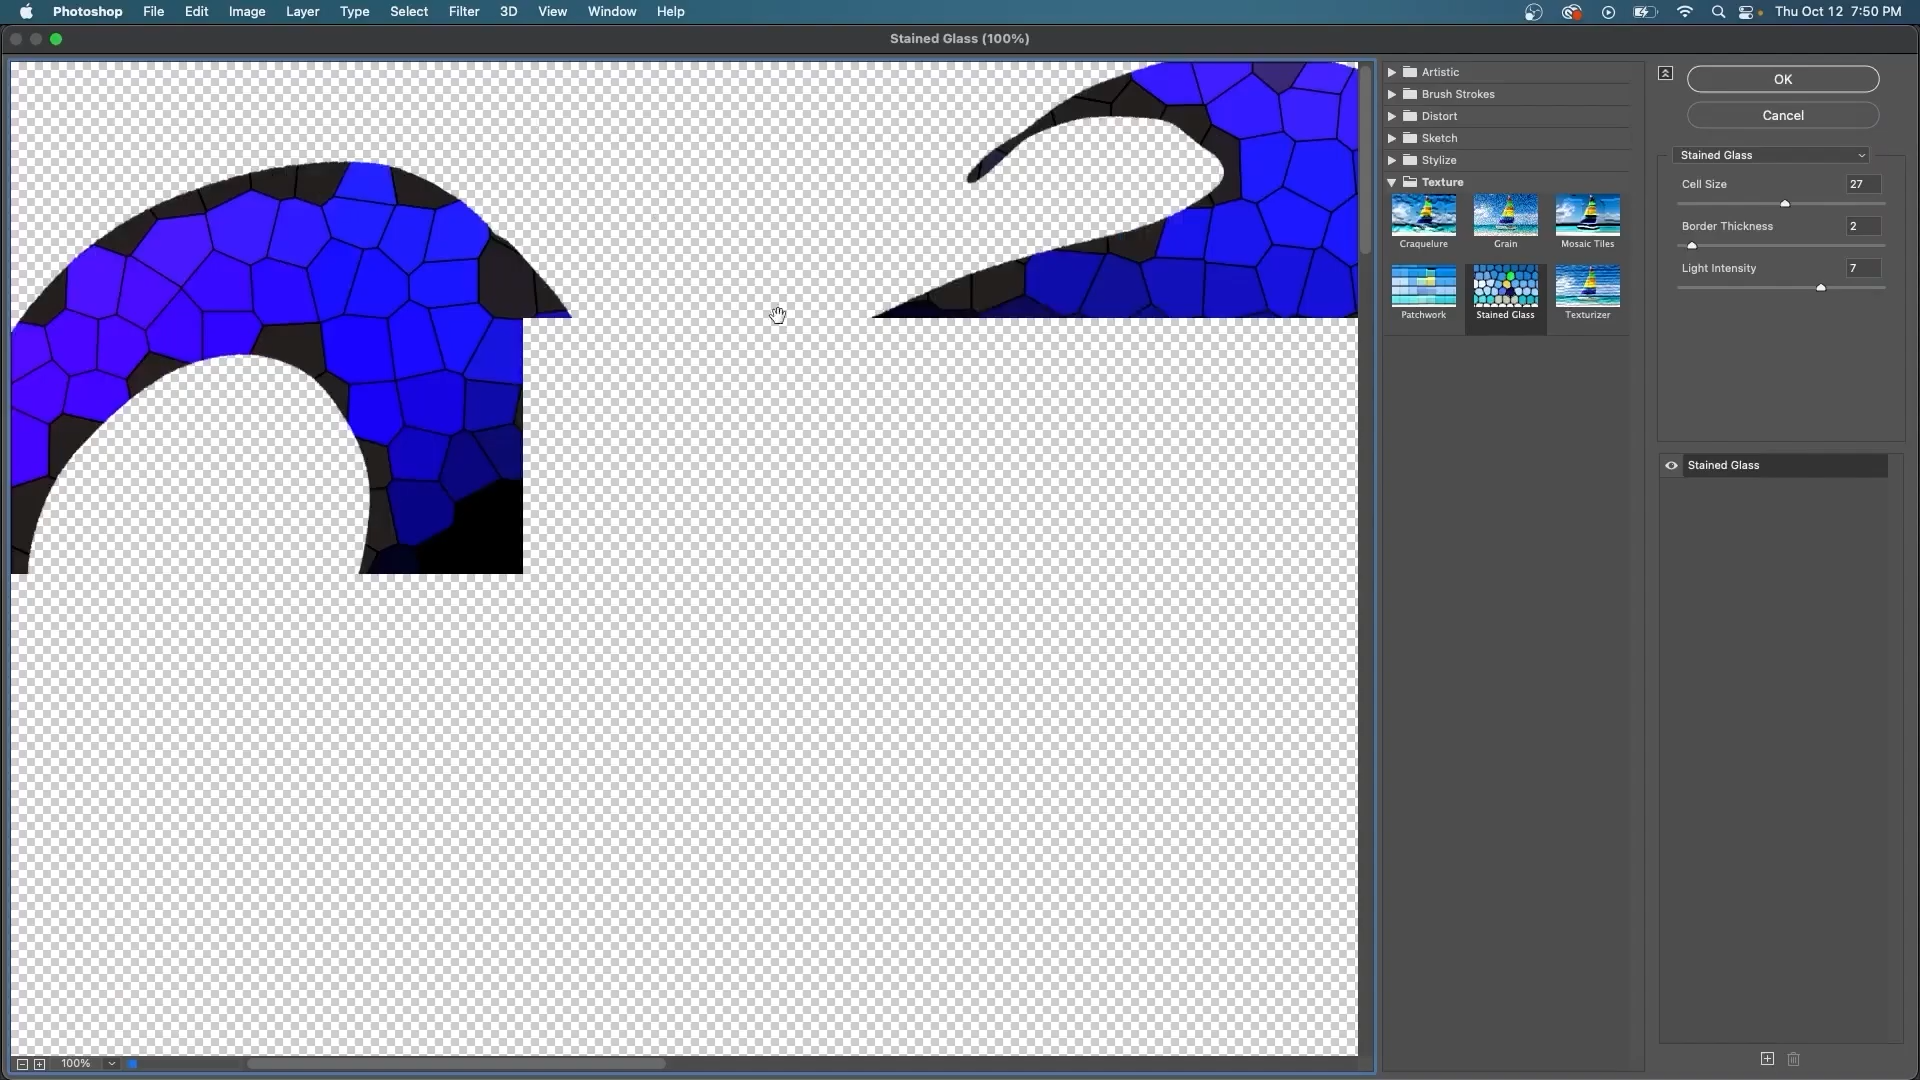 Photoshop File Edit Image Layer Type Select Filter 3D View Window Help Thu Oct 12 7:50 PM
Stained Glass (100%)
Artistic
Brush Strokes
Distort
Sketch
Stylize
Texture
Craquelure Grain Mosaic Tiles
Patchwork Stained Glass Texturizer
OK
Cancel
Stained Glass
Cell Size 27
Border Thickness 2
Light Intensity 7
Stained Glass
100%